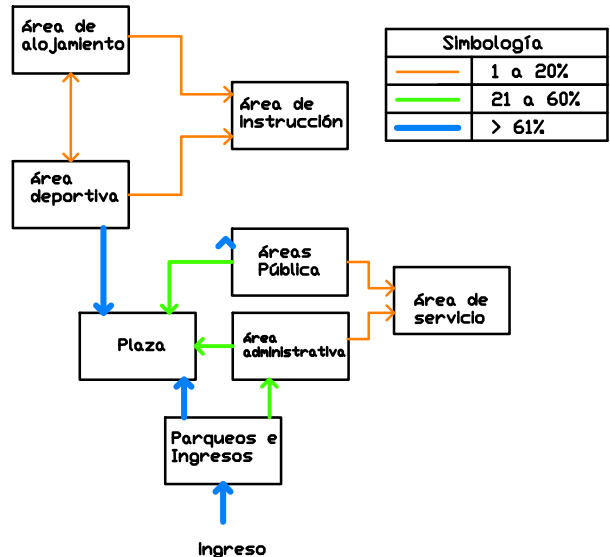 Área de
alojamiento
Simbología
1 a 20%
21 a 60%
> 61%
Área de
instrucción
Área
deportiva
Áreas
Pública
Área de
servicio
Plaza
Área
administrativa
Parqueos e
Ingresos
Ingreso